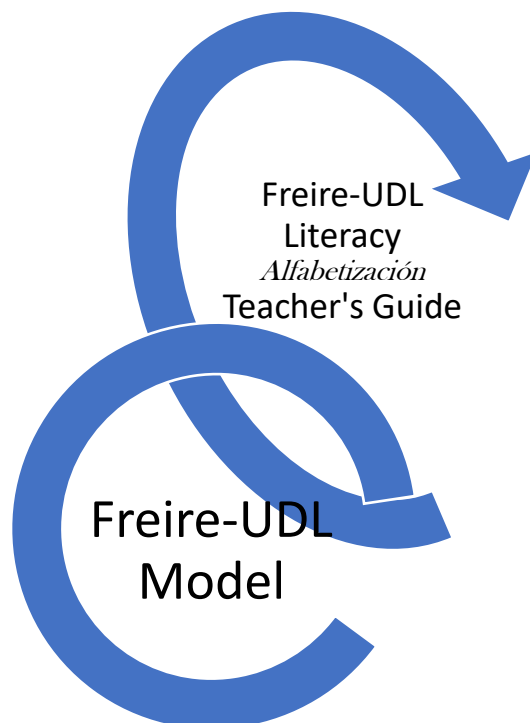 Freire-UDL
Literacy
Alfabetización
Teacher's Guide
Freire-UDL
Model